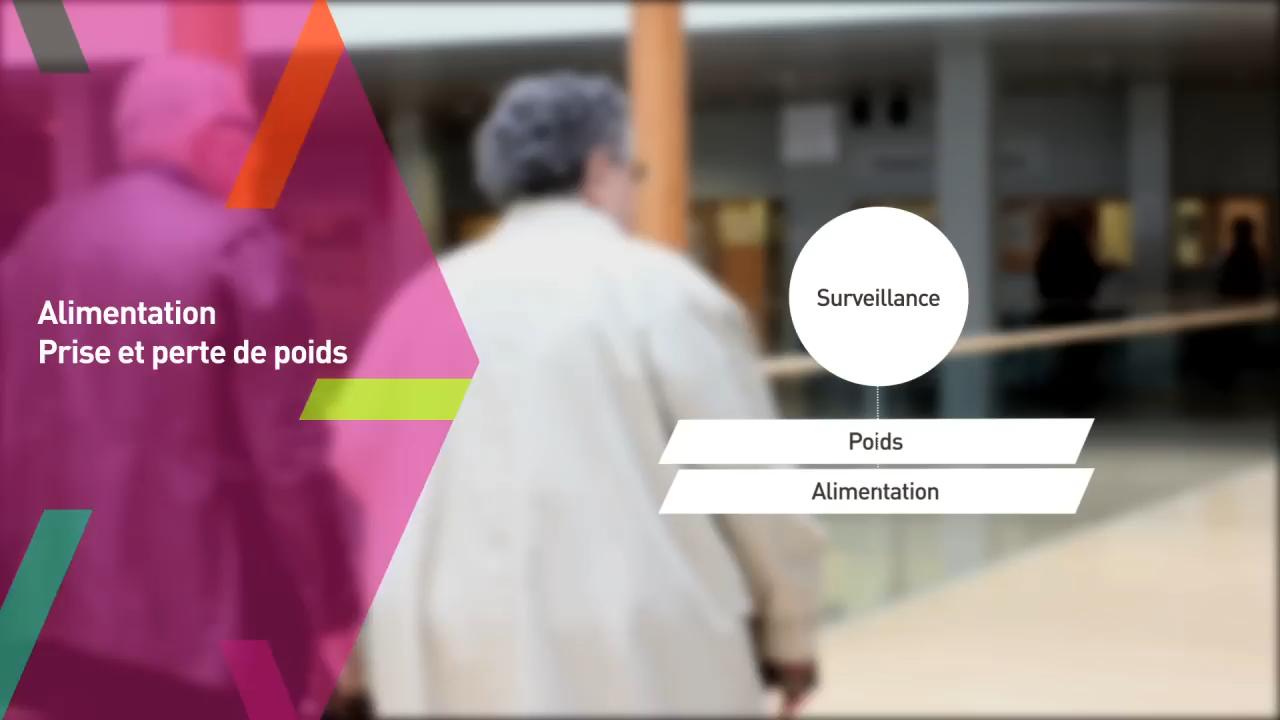 Alimentation
Prise et perte de poids
Surveillance
Poids
Alimentation